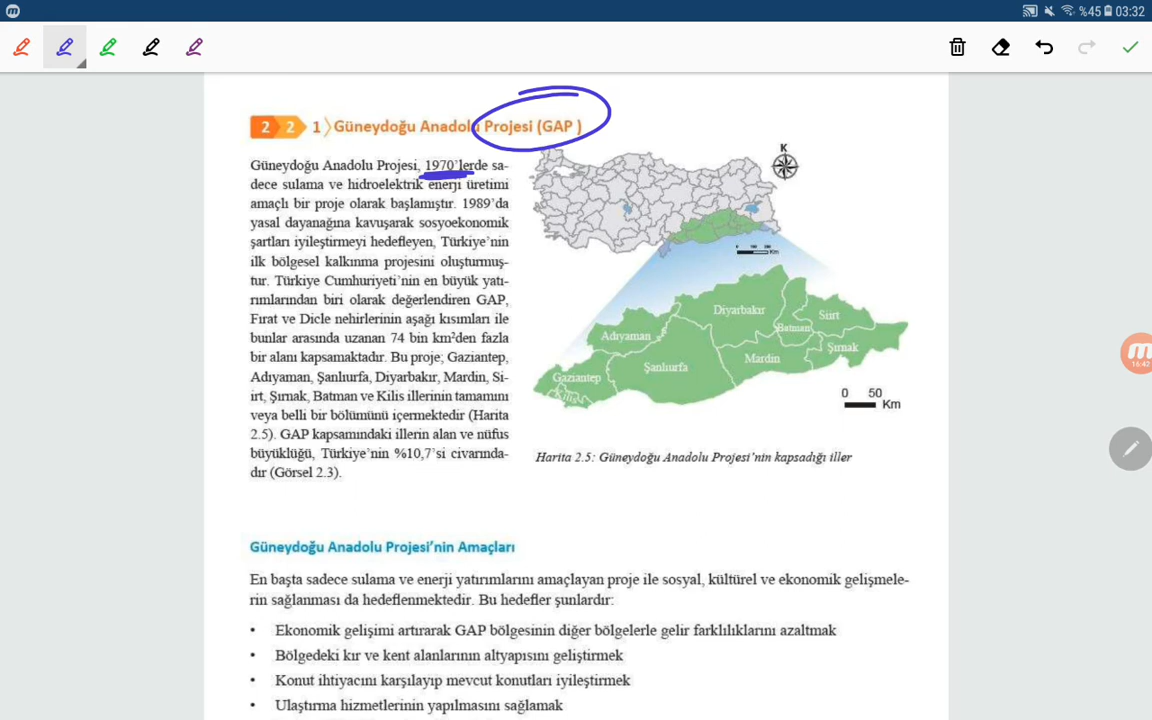 %45 03:32
2 2 1 Güneydoğu Anadolu Projesi (GAP )
Güneydoğu Anadolu Projesi, 1970'lerde sa-
dece sulama ve hidroelektrik enerji üretimi
amaçlı bir proje olarak başlamıştır. 1989'da
yasal dayanağına kavuşarak sosyoekonomik
şartları iyileştirmeyi hedefleyen, Türkiye'nin
ilk bölgesel kalkınma projesini oluşturmuş-
tur. Türkiye Cumhuriyeti'nin en büyük yatı-
rımlarından biri olarak değerlendiren GAP,
Fırat ve Dicle nehirlerinin aşağı kısımları ile
bunlar arasında uzanan 74 bin km²den fazla
bir alanı kapsamaktadır. Bu proje; Gaziantep,
Adıyaman, Şanlıurfa, Diyarbakır, Mardin, Si-
irt, Şırnak, Batman ve Kilis illerinin tamamını
veya belli bir bölümünü içermektedir (Harita
2.5). GAP kapsamındaki illerin alan ve nüfus
büyüklüğü, Türkiye'nin %10,7'si civarında-
dır (Görsel 2.3).
K
Km
Diyarbakır
Siirt
Batman
Adıyaman
Şırnak
Mardin
Şanlıurfa
Gaziantep
Kilis
0 50
Km
Harita 2.5: Güneydoğu Anadolu Projesi'nin kapsadığı iller
16:42
Güneydoğu Anadolu Projesi'nin Amaçları
En başta sadece sulama ve enerji yatırımlarını amaçlayan proje ile sosyal, kültürel ve ekonomik gelişmele-
rin sağlanması da hedeflenmektedir. Bu hedefler şunlardır:
• Ekonomik gelişimi artırarak GAP bölgesinin diğer bölgelerle gelir farklılıklarını azaltmak
• Bölgedeki kır ve kent alanlarının altyapısını geliştirmek
• Konut ihtiyacını karşılayıp mevcut konutları iyileştirmek
• Ulaştırma hizmetlerinin yapılmasını sağlamak